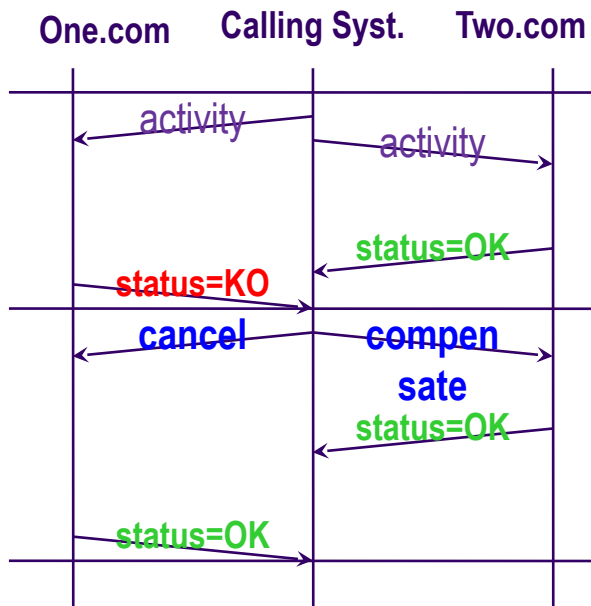 One.com Calling Syst. Two.com
activity
activity
status=OK
status=KO
cancel compen
sate
status=OK
status=OK